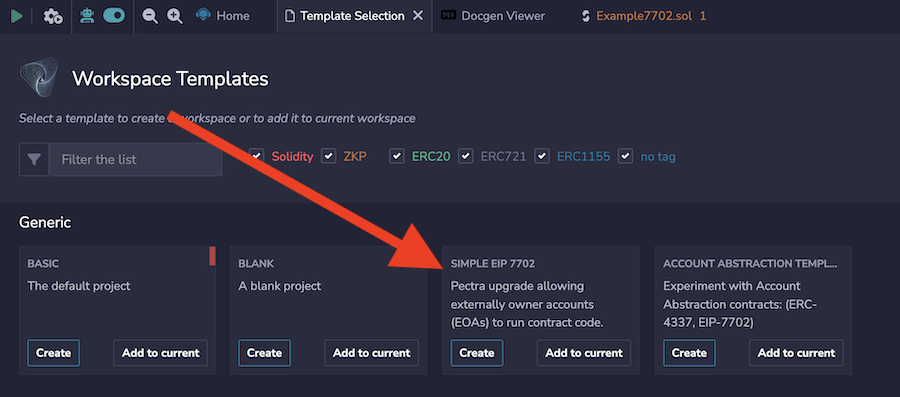 Home
Template Selection
Docgen Viewer
Example7702.sol 1
Workspace Templates
Select a template to create a workspace or to add it to current workspace
Filter the list
Solidity ZKP ERC20 ERC721 ERC1155 no tag
Generic
BASIC
The default project
Create Add to current
BLANK
A blank project
Create Add to current
SIMPLE EIP 7702
Pectra upgrade allowing
externally owner accounts
(EOAs) to run contract code.
Create Add to current
ACCOUNT ABSTRACTION TEMPL...
Experiment with Account
Abstraction contracts: (ERC-
4337, EIP-7702)
Create Add to current